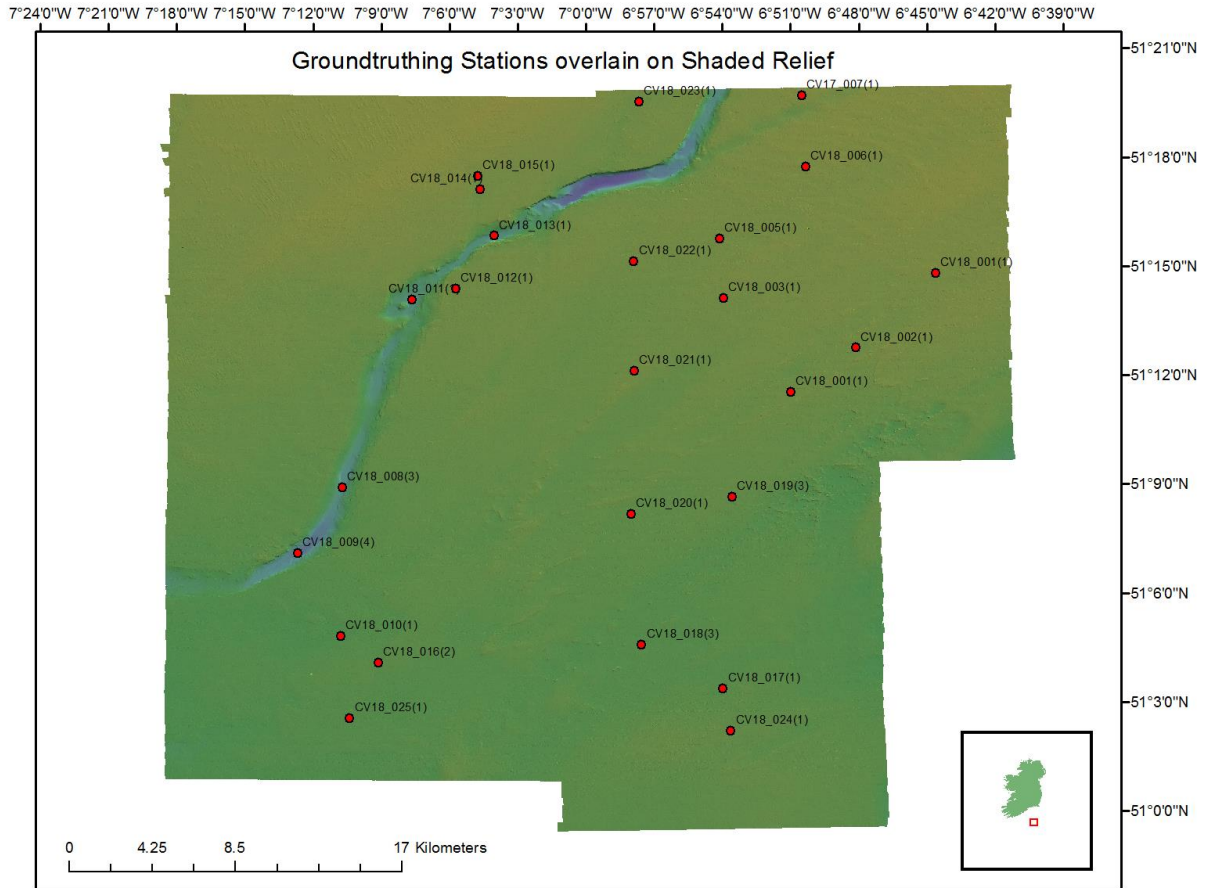 7°24'0"W 7°21'0"W 7°18'0"W 7°15'0"W 7°12'0"W 7°9'0"W 7°6'0"W 7°3'0"W 7°0'0"W 6°57'0"W 6°54'0"W 6°51'0"W 6°48'0"W 6°45'0"W 6°42'0"W 6°39'0"W
51°21'0"N
Groundtruthing Stations overlain on Shaded Relief
CV17_007(1)
CV18_023(1)
CV18_006(1)
51°18'0"N
CV18_015(1)
CV18_014(1)
CV18_013(1)
CV18_005(1)
CV18_022(1)
CV18_001(1)
51°15'0"N
CV18_012(1)
CV18_011(1)
CV18_003(1)
CV18_002(1)
CV18_021(1)
51°12'0"N
CV18_001(1)
CV18_008(3)
CV18_019(3)
51°9'0"N
CV18_020(1)
CV18_009(4)
51°6'0"N
CV18_010(1)
CV18_018(3)
CV18_016(2)
CV18_017(1)
51°3'0"N
CV18_025(1)
CV18_024(1)
51°0'0"N
0 4.25 8.5 17 Kilometers